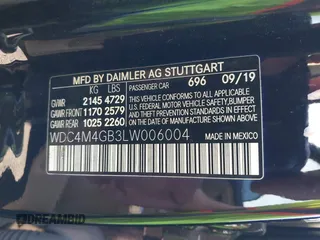 MFD BY DAIMLER AG STUTTGART
KG LBS PASSENGER CAR 696 09/19
GVWR 2145 4729 THIS VEHICLE CONFORMS TO ALL APPLICABLE
GAWR FRONT 1170 2579 U.S. FEDERAL MOTOR VEHICLE SAFETY, BUMPER,
GAWR REAR 1025 2260 AND THEFT PREVENTION STANDARDS IN EFFECT
ON THE DATE OF MANUFACTURE SHOWN ABOVE.
WDC4M4GB3LW006004 MADE IN MEXICO
DREAMBID